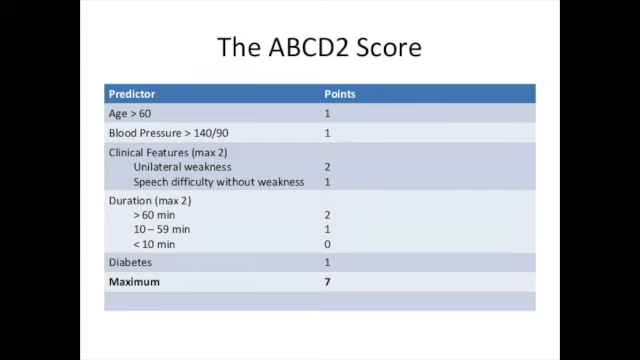 The ABCD2 Score
Predictor Points
Age > 60 1
Blood Pressure > 140/90 1
Clinical Features (max 2)
Unilateral weakness 2
Speech difficulty without weakness 1
Duration (max 2)
> 60 min 2
10 – 59 min 1
< 10 min 0
Diabetes 1
Maximum 7